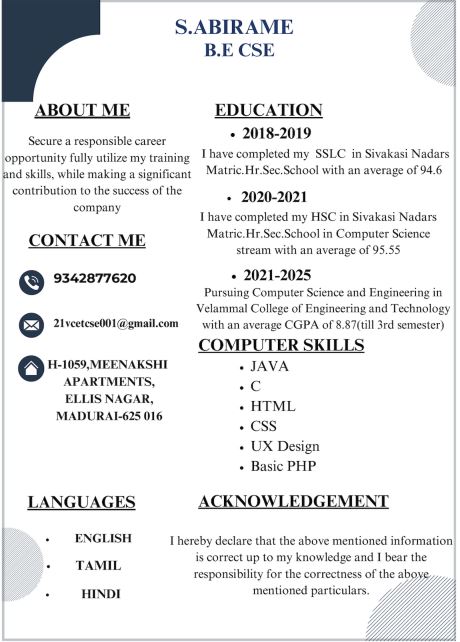 S.ABIRAME
B.E CSE
ABOUT ME
Secure a responsible career
opportunity fully utilize my training
and skills, while making a significant
contribution to the success of the
company
CONTACT ME
9342877620
21vcetcse001@gmail.com
H-1059,MEENAKSHI
APARTMENTS,
ELLIS NAGAR,
MADURAI-625 016
LANGUAGES
• ENGLISH
• TAMIL
• HINDI
EDUCATION
• 2018-2019
I have completed my SSLC in Sivakasi Nadars
Matric.Hr.Sec.School with an average of 94.6
• 2020-2021
I have completed my HSC in Sivakasi Nadars
Matric.Hr.Sec.School in Computer Science
stream with an average of 95.55
• 2021-2025
Pursuing Computer Science and Engineering in
Velammal College of Engineering and Technology
with an average CGPA of 8.87(till 3rd semester)
COMPUTER SKILLS
• JAVA
• C
• HTML
• CSS
• UX Design
• Basic PHP
ACKNOWLEDGEMENT
I hereby declare that the above mentioned information
is correct up to my knowledge and I bear the
responsibility for the correctness of the above
mentioned particulars.